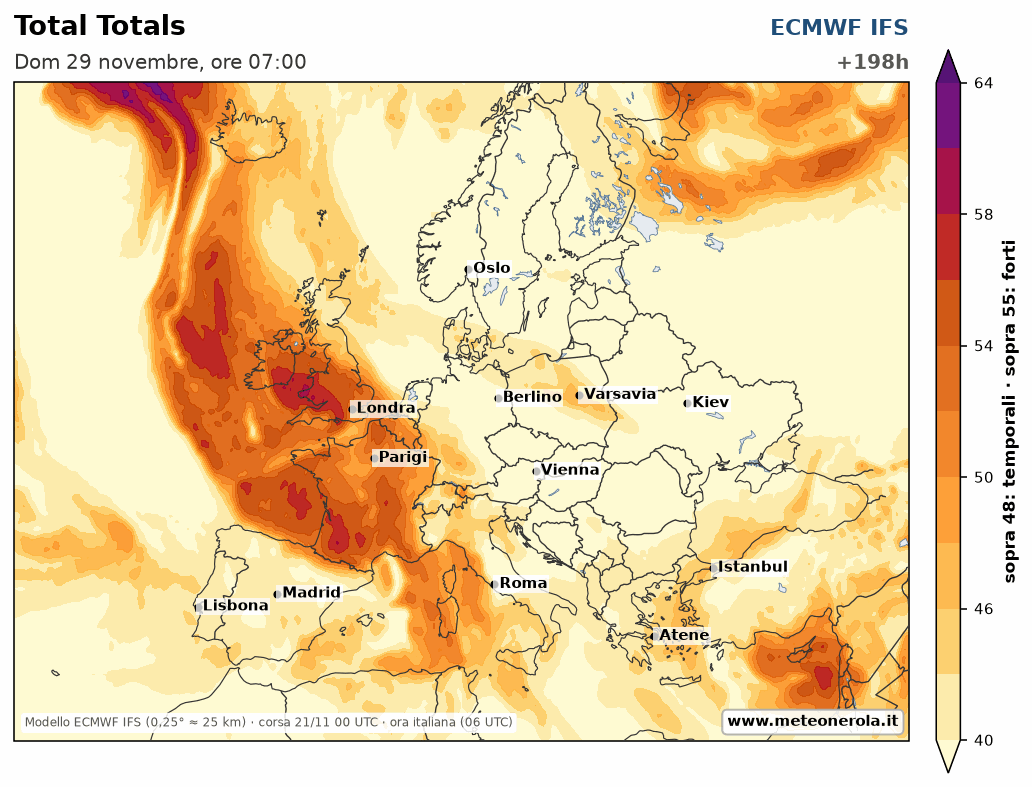 Total Totals
ECMWF IFS
Dom 29 novembre, ore 07:00
+198h
64
58
54
50
46
40
sopra 48: temporali · sopra 55: forti
Oslo
Londra
Berlino
Varsavia
Kiev
Parigi
Vienna
Istanbul
Roma
Madrid
Lisbona
Atene
Modello ECMWF IFS (0,25° ≈ 25 km) · corsa 21/11 00 UTC · ora italiana (06 UTC)
www.meteonerola.it